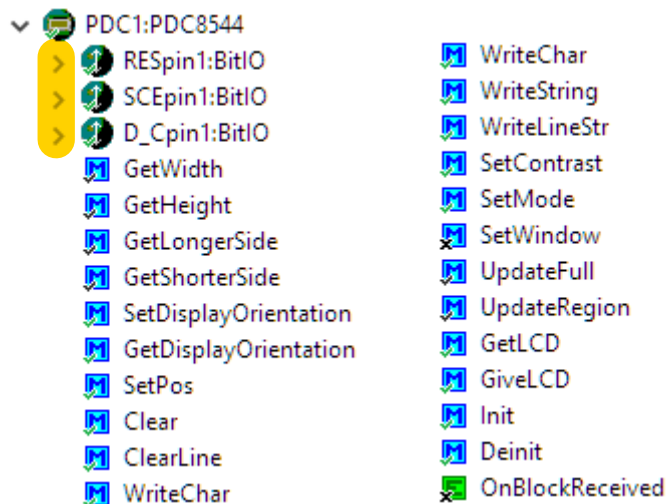 PDC1:PDC8544
RESpin1:BitIO
SCEpin1:BitIO
D_Cpin1:BitIO
GetWidth
GetHeight
GetLongerSide
GetShorterSide
SetDisplayOrientation
GetDisplayOrientation
SetPos
Clear
ClearLine
WriteChar
WriteChar
WriteString
WriteLineStr
SetContrast
SetMode
SetWindow
UpdateFull
UpdateRegion
GetLCD
GiveLCD
Init
Deinit
OnBlockReceived